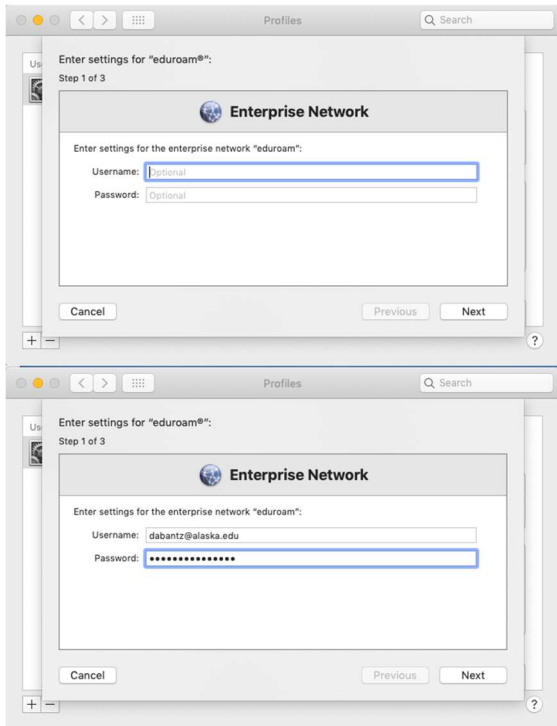 Profiles
Search
Us
Enter settings for “eduroam®”:
Step 1 of 3
Enterprise Network
Enter settings for the enterprise network “eduroam”:
Username: Optional
Password: Optional
Cancel
Previous
Next
+ − ?
Profiles
Search
Us
Enter settings for “eduroam®”:
Step 1 of 3
Enterprise Network
Enter settings for the enterprise network “eduroam”:
Username: dabantz@alaska.edu
Password: •••••••••••••••
Cancel
Previous
Next
+ − ?